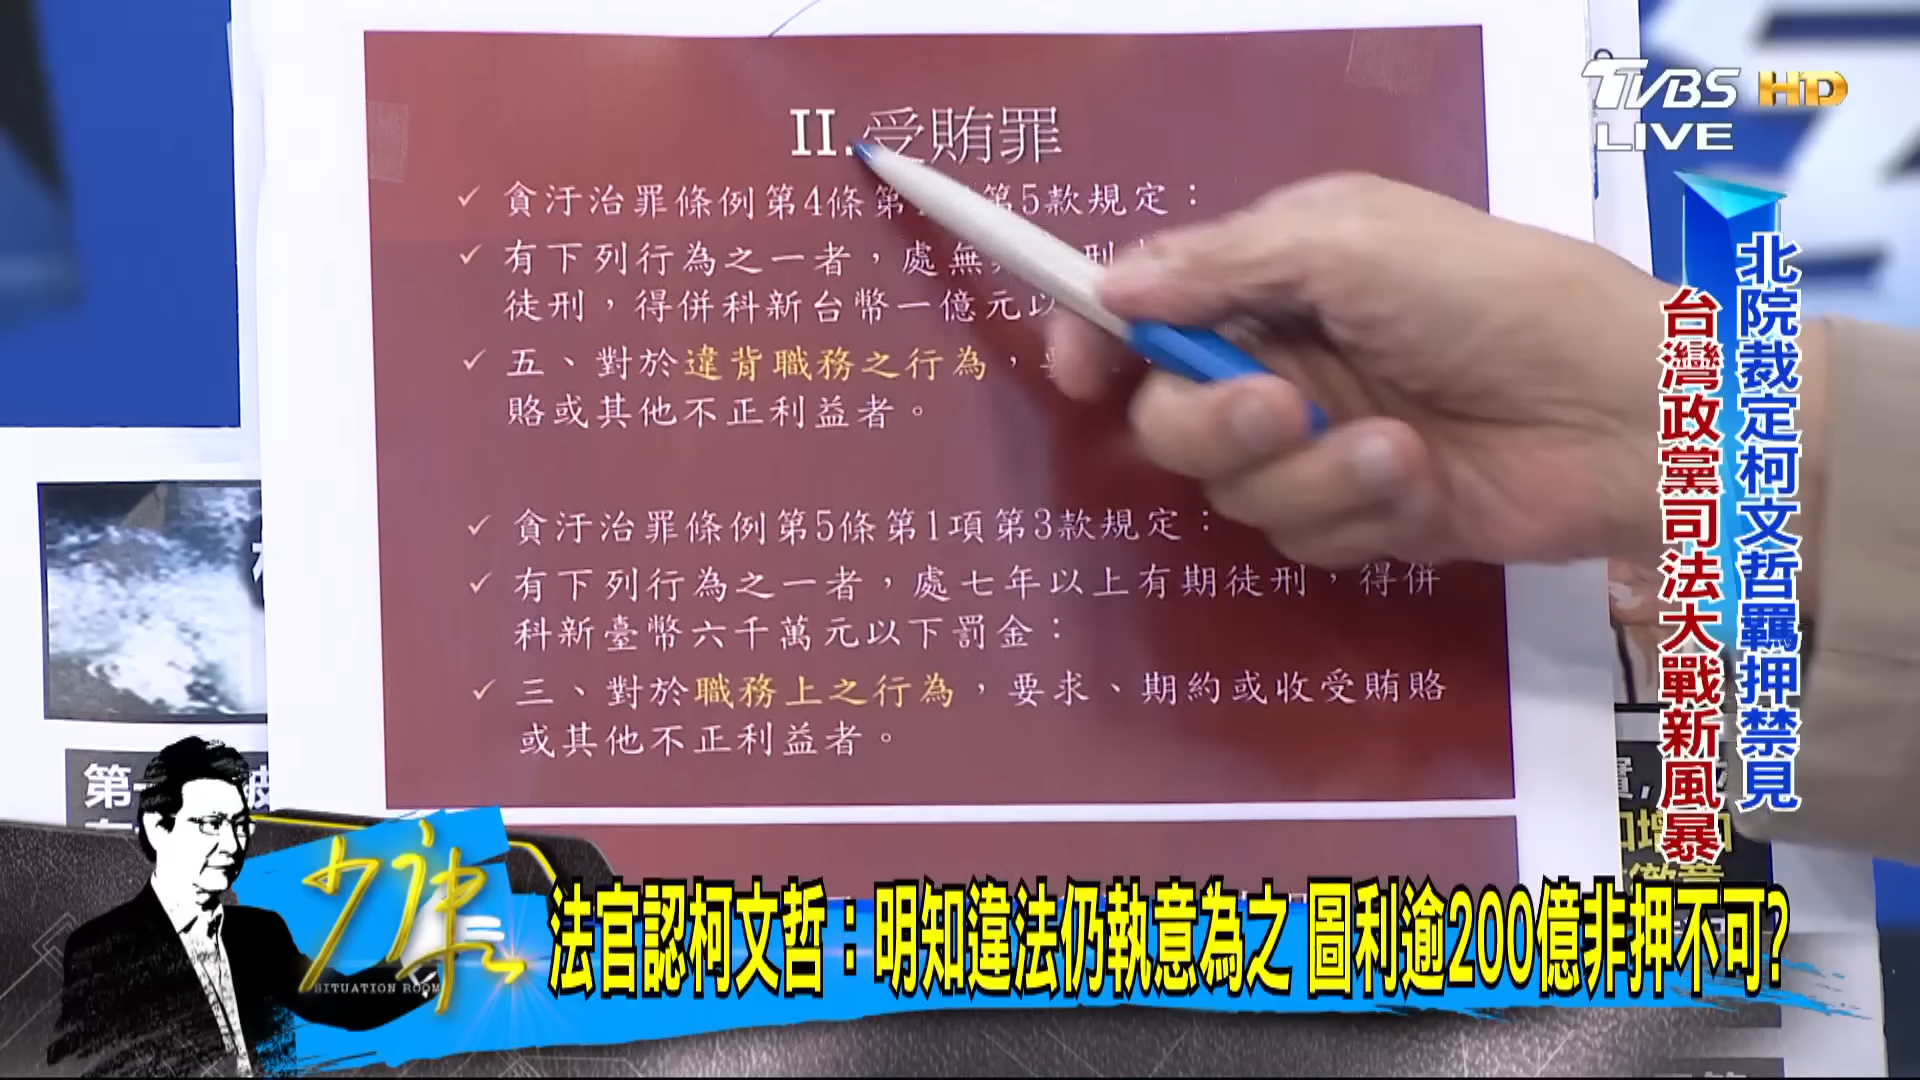 TVBS HD
LIVE
II.受賄罪
✓ 貪汙治罪條例第4條第 第5款規定：
✓ 有下列行為之一者，處無 刑
徒刑，得併科新台幣一億元以
✓ 五、對於違背職務之行為，
賂或其他不正利益者。
✓ 貪汙治罪條例第5條第1項第3款規定：
✓ 有下列行為之一者，處七年以上有期徒刑，得併
科新臺幣六千萬元以下罰金：
✓ 三、對於職務上之行為，要求、期約或收受賄賂
或其他不正利益者。
北院裁定柯文哲羈押禁見
台灣政黨司法大戰新風暴
第
少康
SITUATION ROOM
法官認柯文哲：明知違法仍執意為之 圖利逾200億非押不可?